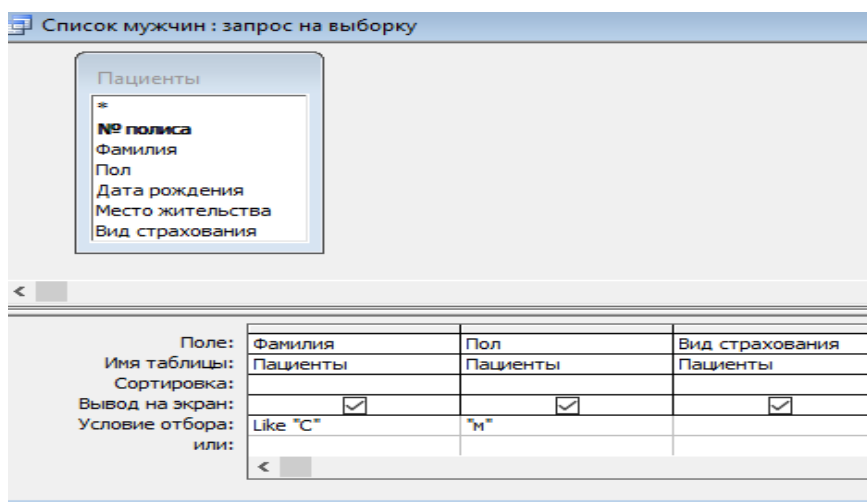 Список мужчин : запрос на выборку
Пациенты
*
№ полиса
Фамилия
Пол
Дата рождения
Место жительства
Вид страхования
Поле: Фамилия Пол Вид страхования
Имя таблицы: Пациенты Пациенты Пациенты
Сортировка:
Вывод на экран:
Условие отбора: Like "С" "м"
или: